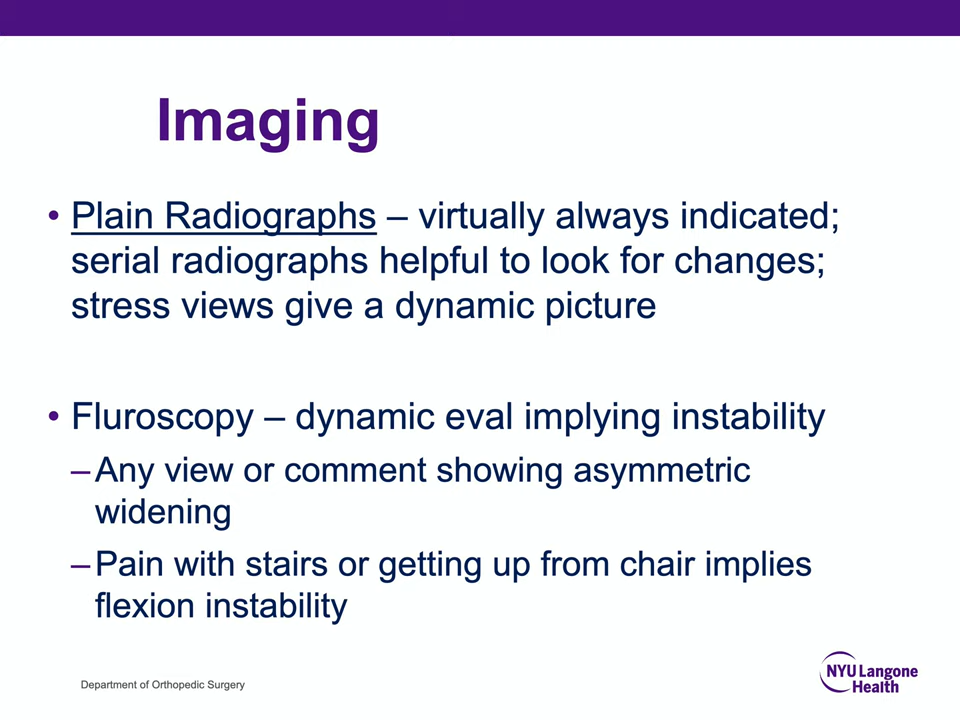 Imaging
• Plain Radiographs – virtually always indicated;
serial radiographs helpful to look for changes;
stress views give a dynamic picture
• Fluroscopy – dynamic eval implying instability
–Any view or comment showing asymmetric
widening
–Pain with stairs or getting up from chair implies
flexion instability
Department of Orthopedic Surgery
NYU Langone
Health